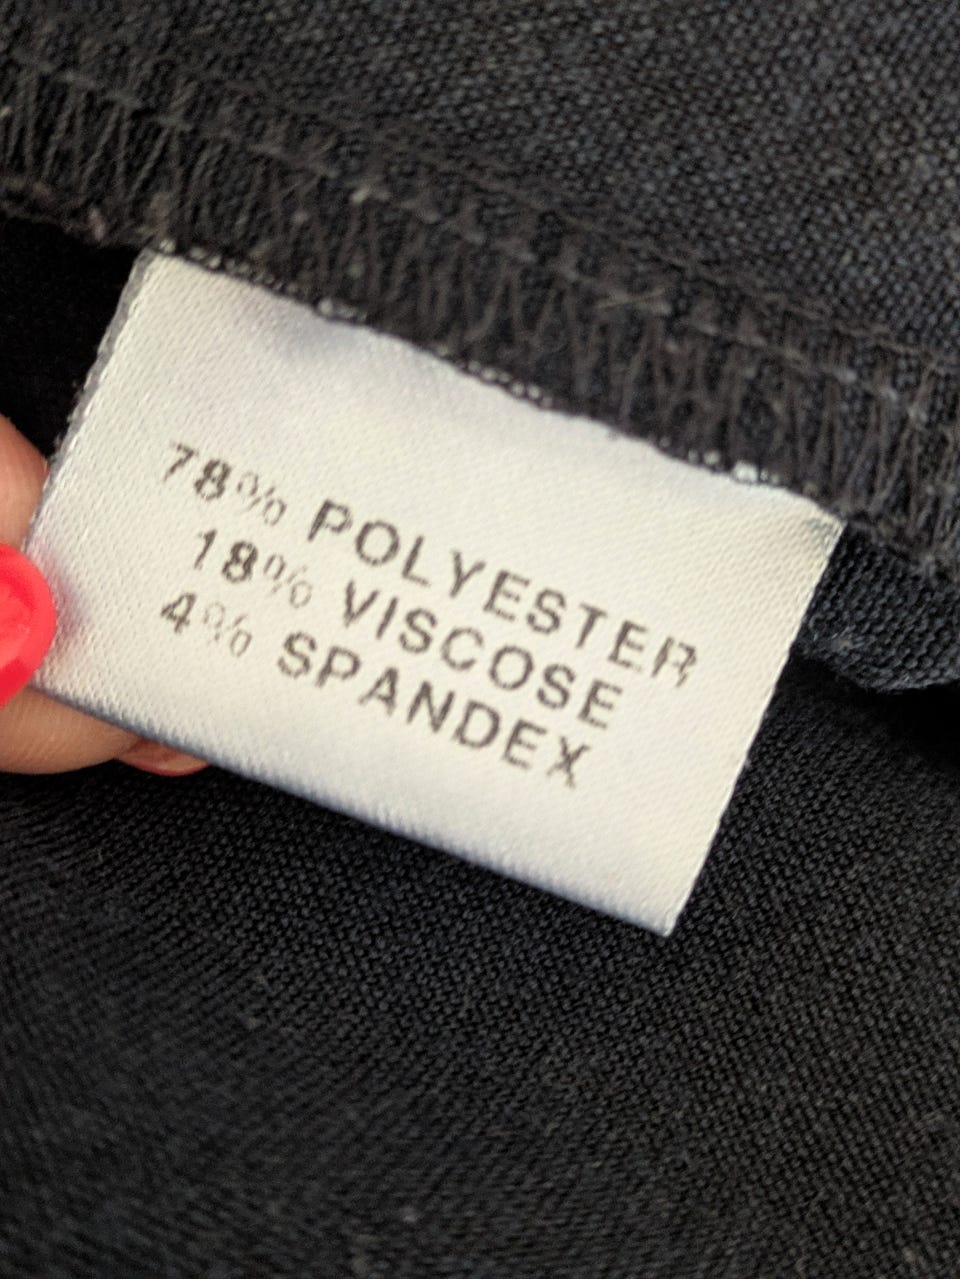 78% POLYESTER
18% VISCOSE
4% SPANDEX